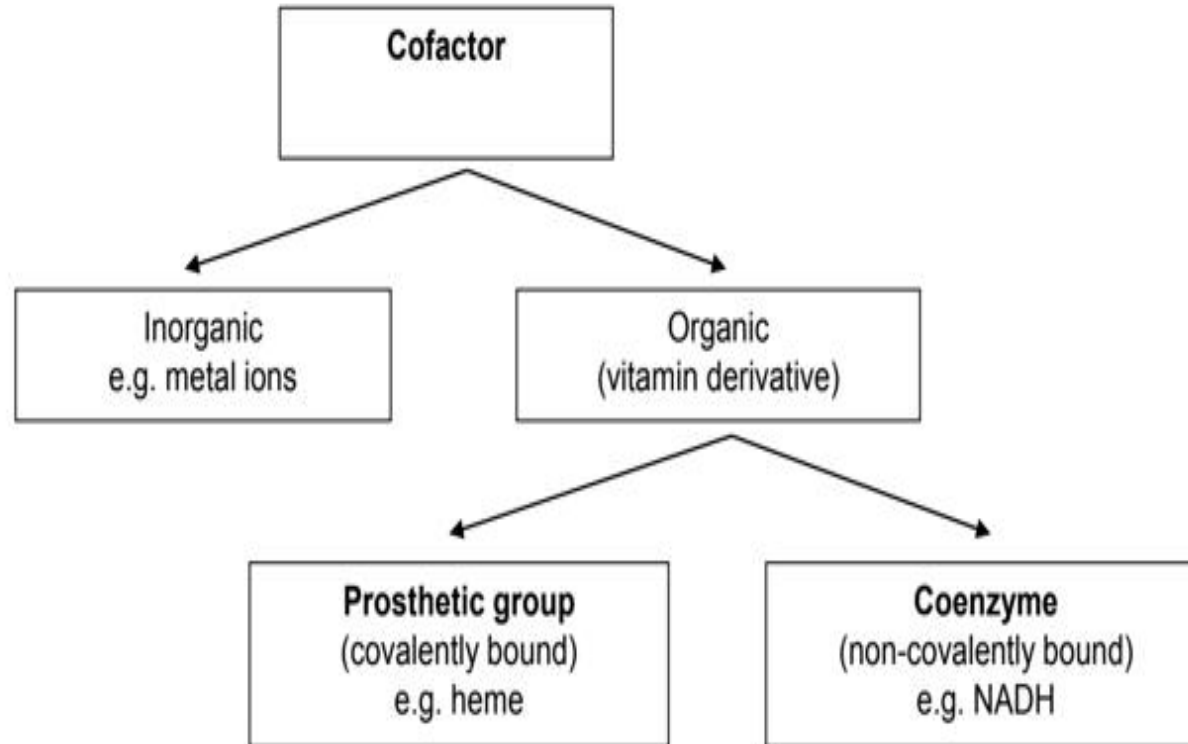 Cofactor
Inorganic
e.g. metal ions
Organic
(vitamin derivative)
Prosthetic group
(covalently bound)
e.g. heme
Coenzyme
(non-covalently bound)
e.g. NADH